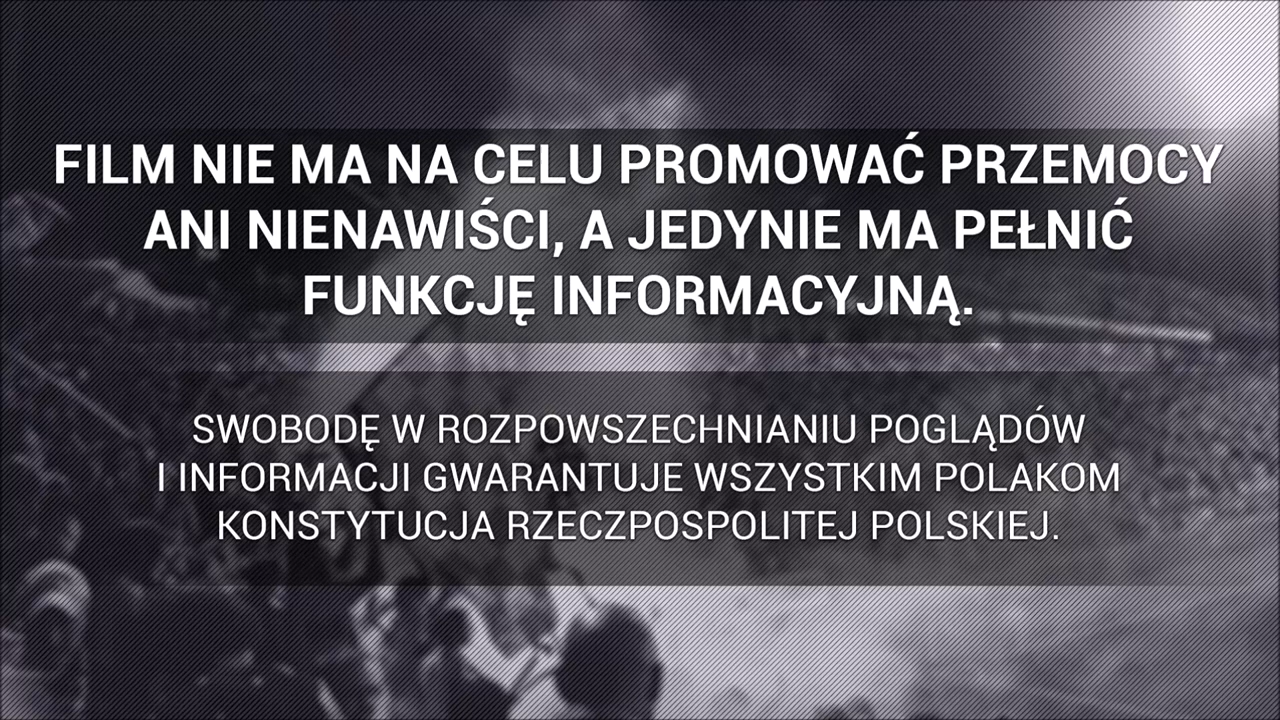 FILM NIE MA NA CELU PROMOWAĆ PRZEMOCY
ANI NIENAWIŚCI, A JEDYNIE MA PEŁNIĆ
FUNKCJĘ INFORMACYJNĄ.
SWOBODĘ W ROZPOWSZECHNIANIU POGLĄDÓW
I INFORMACJI GWARANTUJE WSZYSTKIM POLAKOM
KONSTYTUCJA RZECZPOSPOLITEJ POLSKIEJ.